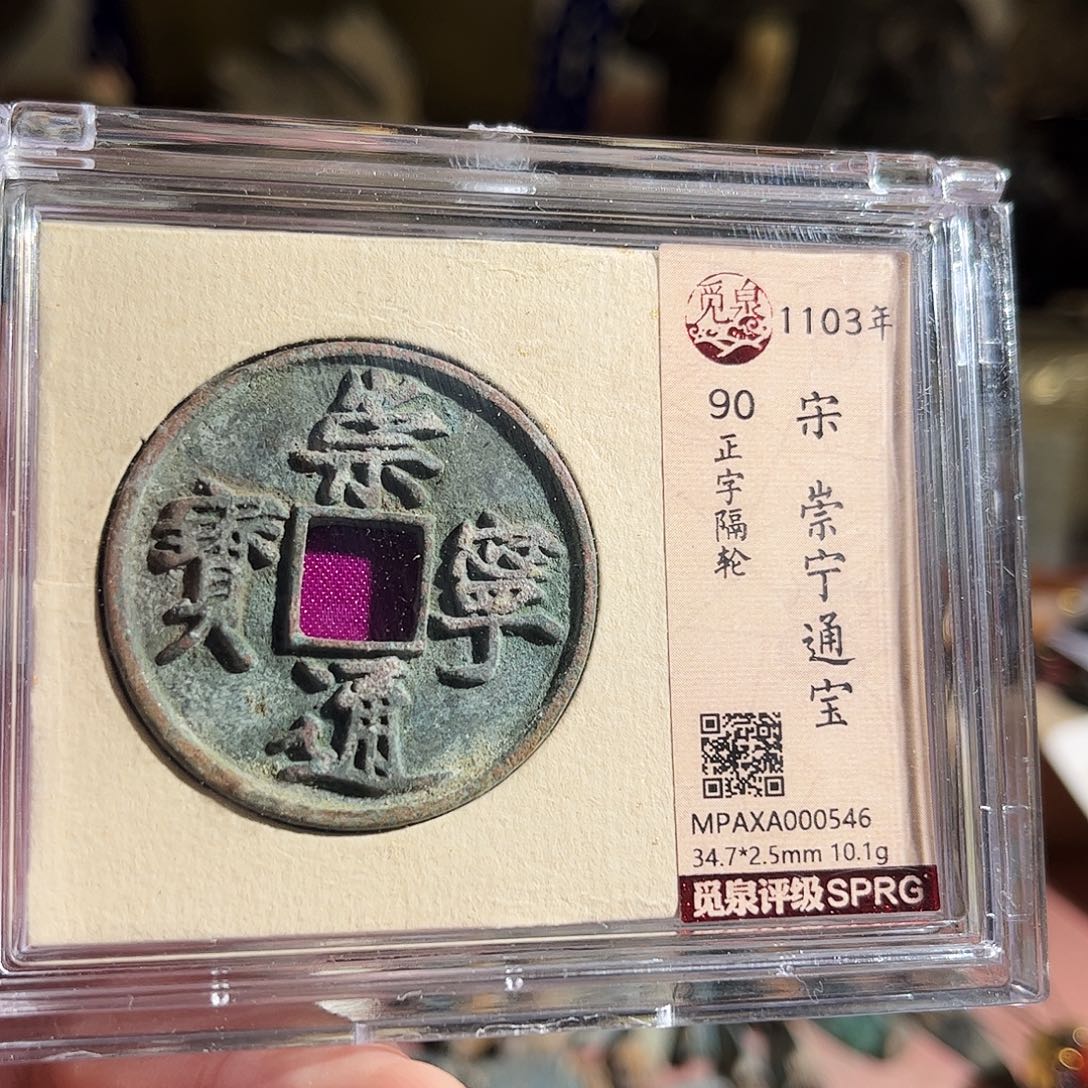 崇
寧
通
寶
觅泉
1103年
宋 崇宁通宝
90
正字隔轮
MPAXA000546
34.7*2.5mm 10.1g
觅泉评级SPRG